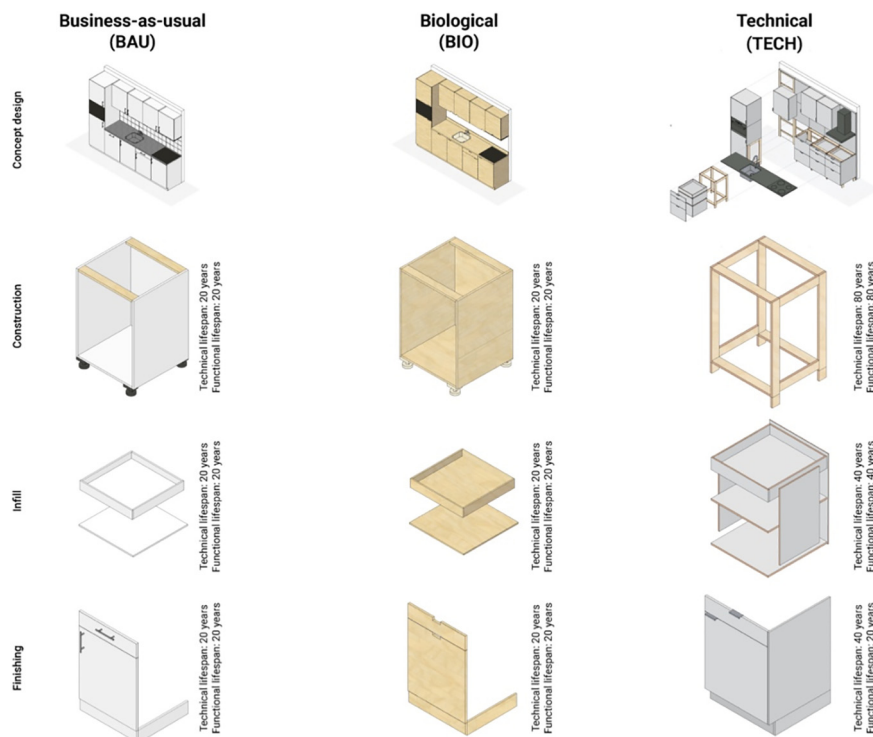 Business-as-usual
(BAU)
Biological
(BIO)
Technical
(TECH)
Concept design
Construction
Technical lifespan: 20 years
Functional lifespan: 20 years
Technical lifespan: 20 years
Functional lifespan: 20 years
Technical lifespan: 80 years
Functional lifespan: 80 years
Infill
Technical lifespan: 20 years
Functional lifespan: 20 years
Technical lifespan: 20 years
Functional lifespan: 20 years
Technical lifespan: 40 years
Functional lifespan: 40 years
Finishing
Technical lifespan: 20 years
Functional lifespan: 20 years
Technical lifespan: 20 years
Functional lifespan: 20 years
Technical lifespan: 40 years
Functional lifespan: 20 years